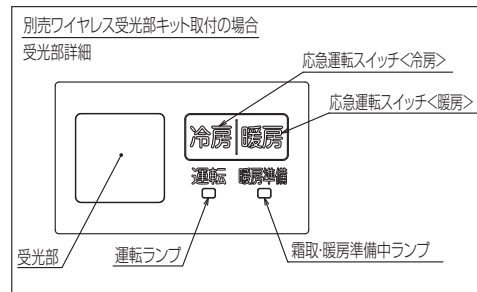 別売ワイヤレス受光部キット取付の場合
受光部詳細
応急運転スイッチ<冷房>
応急運転スイッチ<暖房>
冷房 暖房
運転 暖房準備
受光部
運転ランプ
霜取・暖房準備中ランプ